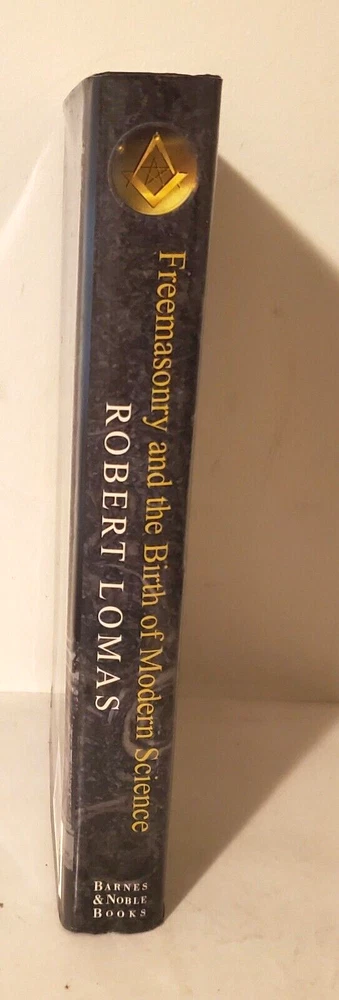 Freemasonry and the Birth of Modern Science
ROBERT LOMAS
BARNES
& NOBLE
BOOKS